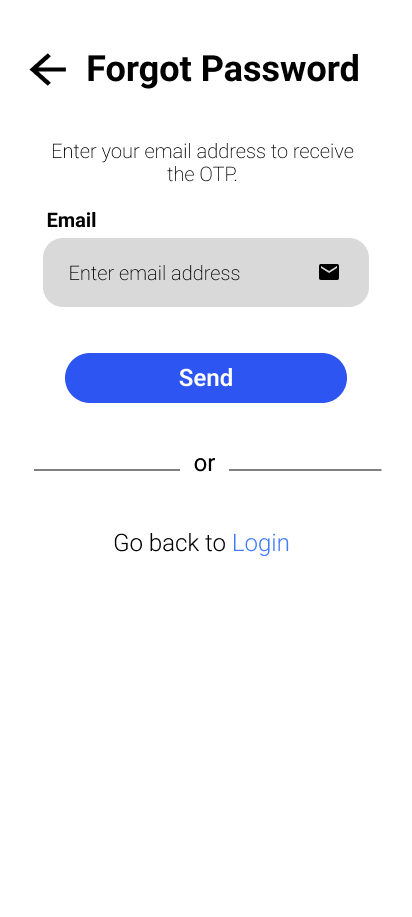 Forgot Password
Enter your email address to receive
the OTP.
Email
Enter email address
Send
or
Go back to Login